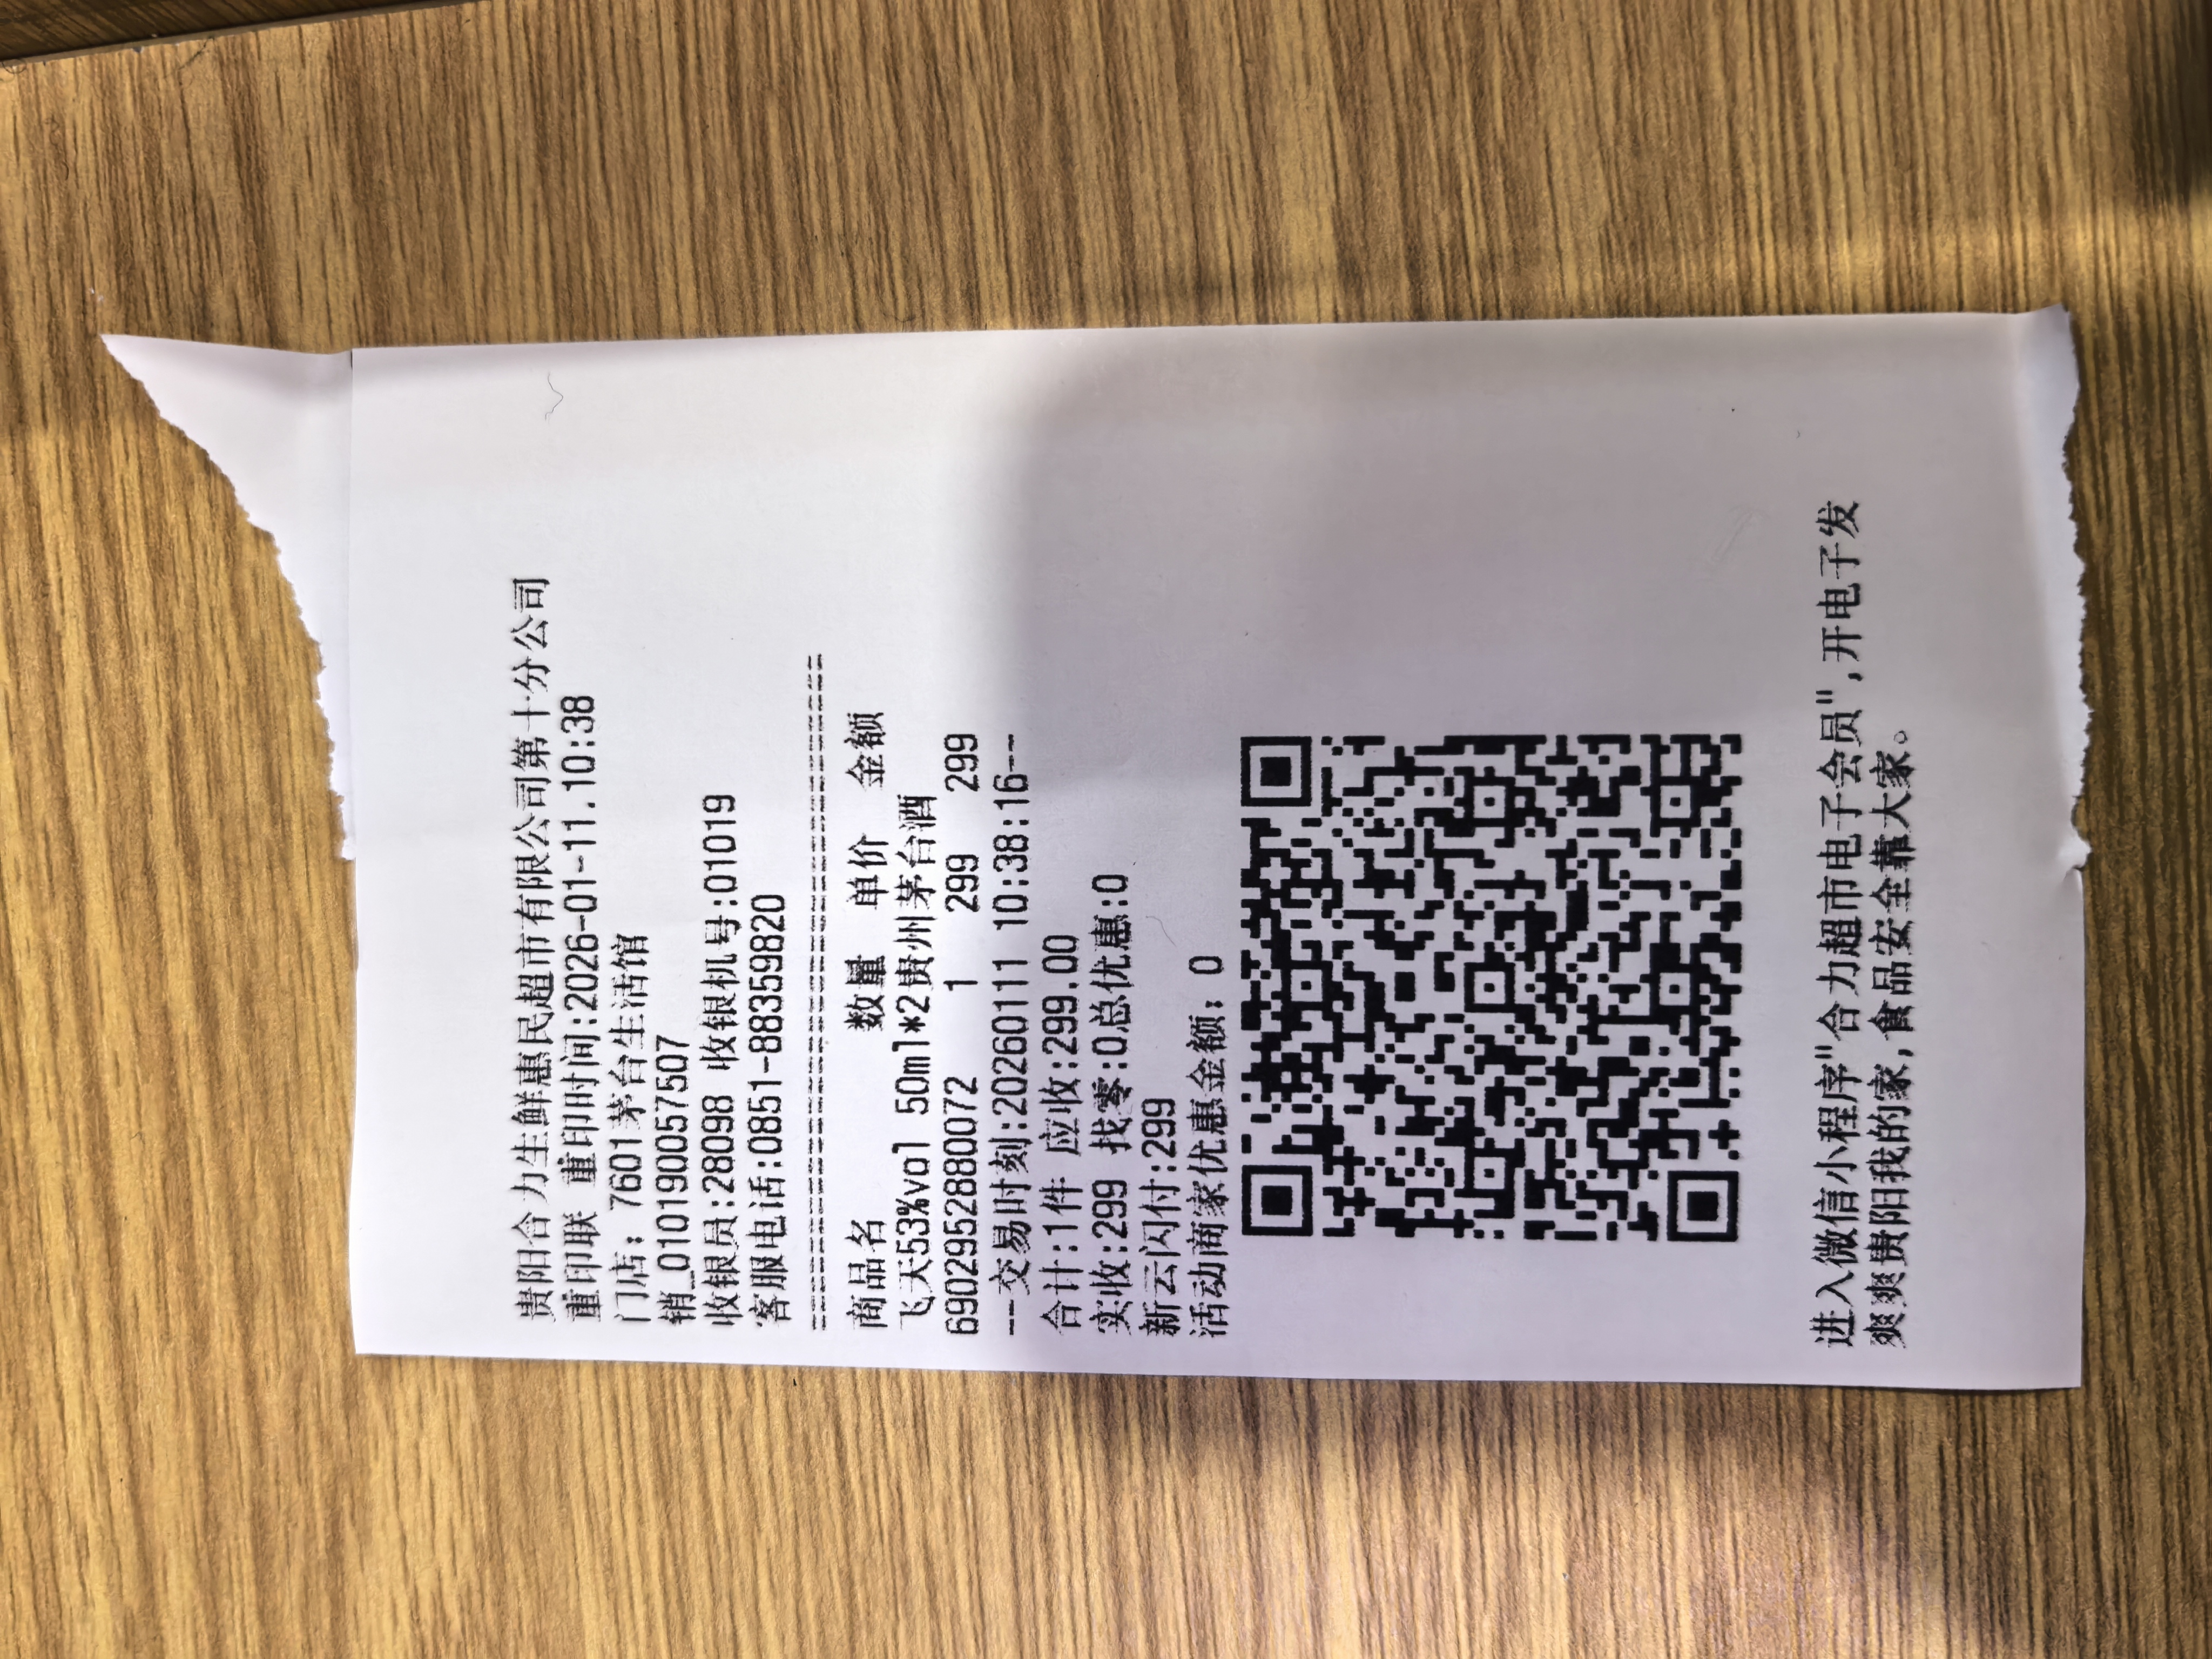 贵阳合力生鲜惠民超市有限公司第十分公司
重印联 重印时间:2026-01-11.10:38
门店: 7601茅台生活馆
销_010190057507
收银员:28098 收银机号:01019
客服电话:0851-88359820
==================================
商品名 数量 单价 金额
飞天53%vol 50ml*2贵州茅台酒
6902952880072 1 299 299
--交易时刻:20260111 10:38:16--
合计:1件 应收:299.00
实收:299 找零:0总优惠:0
新云闪付:299
活动商家优惠金额: 0
进入微信小程序"合力超市电子会员",开电子发
爽爽贵阳我的家,食品安全靠大家。